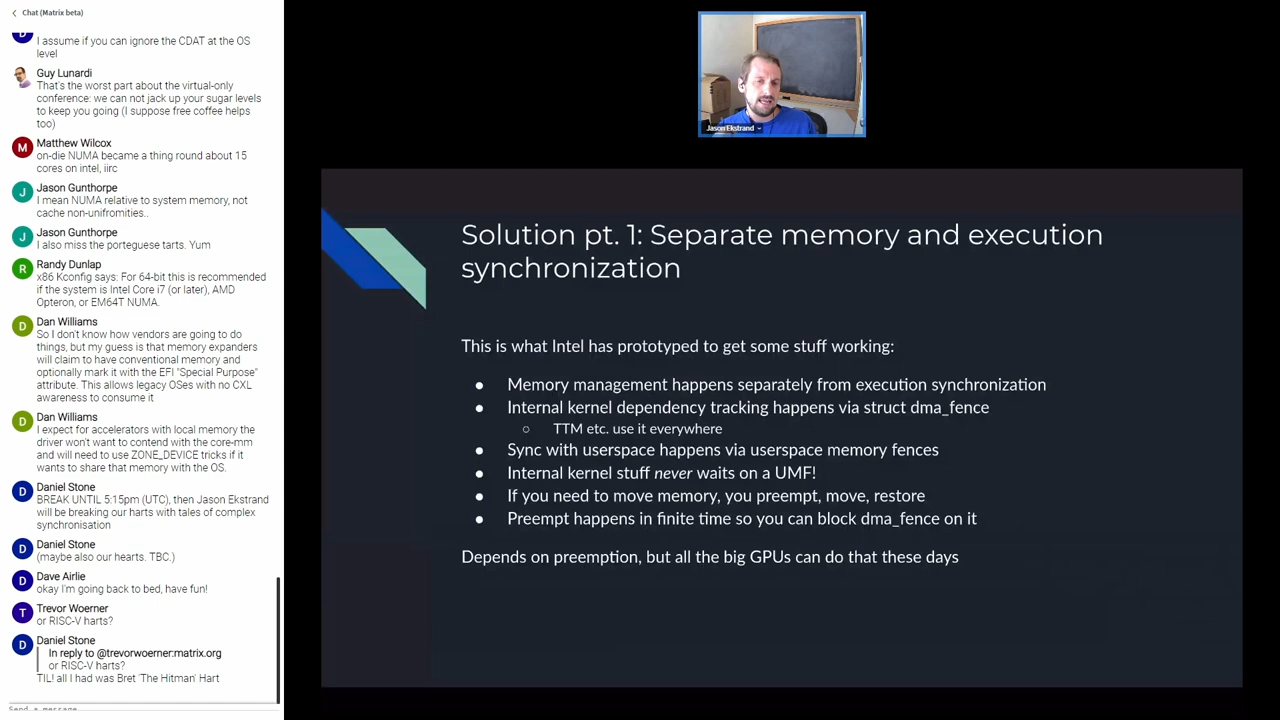 Chat (Matrix beta)
I assume if you can ignore the CDAT at the OS
level
Guy Lunardi
That's the worst part about the virtual-only
conference: we can not jack up your sugar levels
to keep you going (I suppose free coffee helps
too)
M
Matthew Wilcox
on-die NUMA became a thing round about 15
cores on intel, iirc
J
Jason Gunthorpe
I mean NUMA relative to system memory, not
cache non-unifromities..
J
Jason Gunthorpe
I also miss the porteguese tarts. Yum
R
Randy Dunlap
x86 Kconfig says: For 64-bit this is recommended
if the system is Intel Core i7 (or later), AMD
Opteron, or EM64T NUMA.
D
Dan Williams
So I don't know how vendors are going to do
things, but my guess is that memory expanders
will claim to have conventional memory and
optionally mark it with the EFI "Special Purpose"
attribute. This allows legacy OSes with no CXL
awareness to consume it
D
Dan Williams
I expect for accelerators with local memory the
driver won't want to contend with the core-mm
and will need to use ZONE_DEVICE tricks if it
wants to share that memory with the OS.
D
Daniel Stone
BREAK UNTIL 5:15pm (UTC), then Jason Ekstrand
will be breaking our harts with tales of complex
synchronisation
D
Daniel Stone
(maybe also our hearts. TBC.)
D
Dave Airlie
okay I'm going back to bed, have fun!
T
Trevor Woerner
or RISC-V harts?
D
Daniel Stone
In reply to @trevorwoerner:matrix.org
or RISC-V harts?
TIL! all I had was Bret 'The Hitman' Hart
Send a message
Jason Ekstrand
Solution pt. 1: Separate memory and execution
synchronization
This is what Intel has prototyped to get some stuff working:
● Memory management happens separately from execution synchronization
● Internal kernel dependency tracking happens via struct dma_fence
○ TTM etc. use it everywhere
● Sync with userspace happens via userspace memory fences
● Internal kernel stuff never waits on a UMF!
● If you need to move memory, you preempt, move, restore
● Preempt happens in finite time so you can block dma_fence on it
Depends on preemption, but all the big GPUs can do that these days